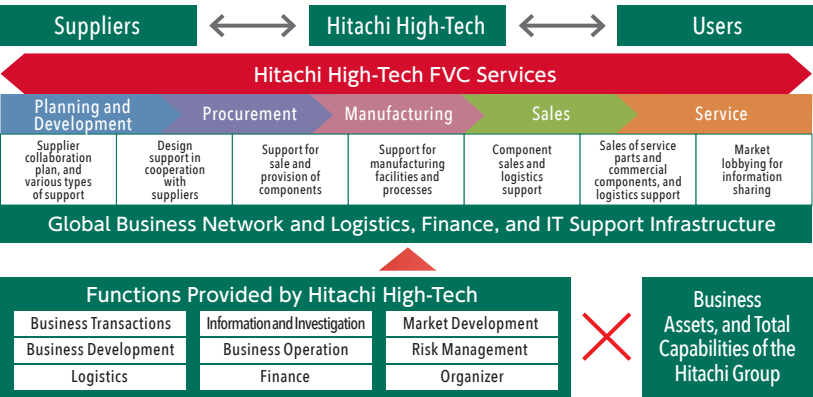 Suppliers
Hitachi High-Tech
Users
Hitachi High-Tech FVC Services
Planning and
Development
Procurement
Manufacturing
Sales
Service
Supplier
collaboration
plan, and
various types
of support
Design
support in
cooperation
with
suppliers
Support for
sale and
provision of
components
Support for
manufacturing
facilities and
processes
Component
sales and
logistics
support
Sales of service
parts and
commercial
components, and
logistics support
Market
lobbying for
information
sharing
Global Business Network and Logistics, Finance, and IT Support Infrastructure
Functions Provided by Hitachi High-Tech
Business Transactions
Information and Investigation
Market Development
Business Development
Business Operation
Risk Management
Logistics
Finance
Organizer
Business
Assets, and Total
Capabilities of the
Hitachi Group